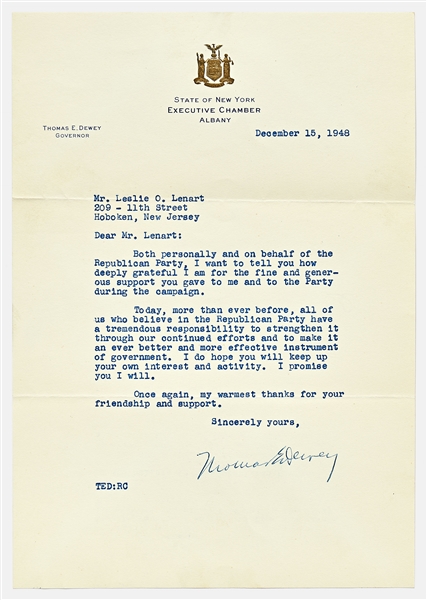 STATE OF NEW YORK
EXECUTIVE CHAMBER
ALBANY
THOMAS E. DEWEY
GOVERNOR
December 15, 1948
Mr. Leslie O. Lenart
209 - 11th Street
Hoboken, New Jersey
Dear Mr. Lenart:
Both personally and on behalf of the
Republican Party, I want to tell you how
deeply grateful I am for the fine and gener-
ous support you gave to me and to the Party
during the campaign.
Today, more than ever before, all of
us who believe in the Republican Party have
a tremendous responsibility to strengthen it
through our continued efforts and to make it
an ever better and more effective instrument
of government. I do hope you will keep up
your own interest and activity. I promise
you I will.
Once again, my warmest thanks for your
friendship and support.
Sincerely yours,
Thomas E Dewey
TED:RC